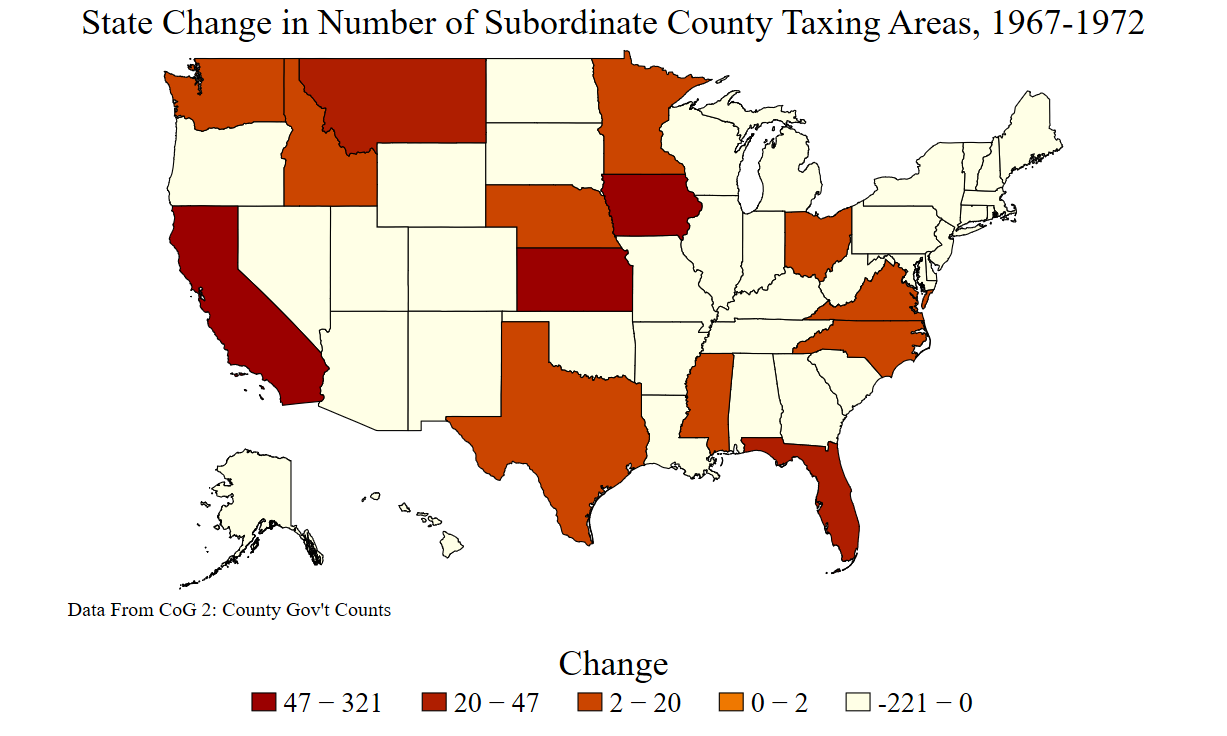 State Change in Number of Subordinate County Taxing Areas, 1967-1972
Data From CoG 2: County Gov't Counts
Change
47 − 321 20 − 47 2 − 20 0 − 2 -221 − 0